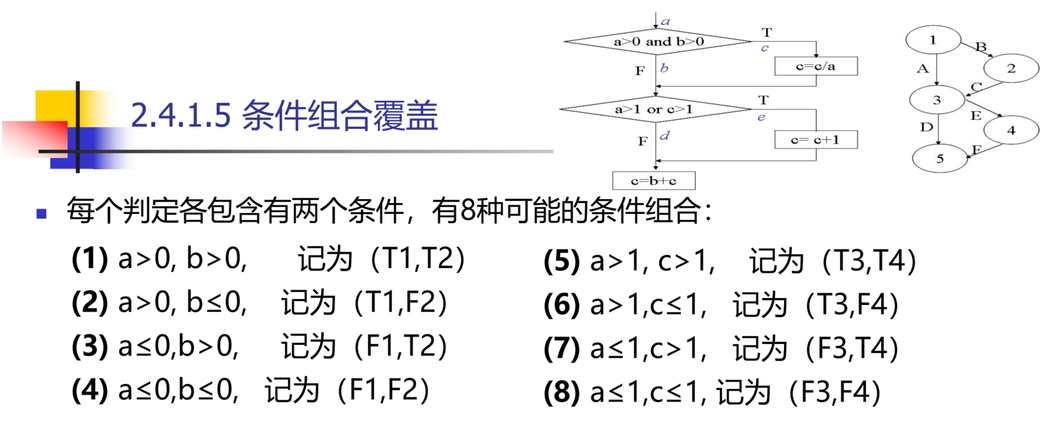 a
a>0 and b>0
T
c
c=c/a
F
b
a>1 or c>1
T
e
c= c+1
F
d
c=b+c
1
B
A
2
C
3
E
D
4
F
5
2.4.1.5 条件组合覆盖
每个判定各包含有两个条件，有8种可能的条件组合：
(1) a>0, b>0, 记为（T1,T2）
(2) a>0, b≤0, 记为（T1,F2）
(3) a≤0,b>0, 记为（F1,T2）
(4) a≤0,b≤0, 记为（F1,F2）
(5) a>1, c>1, 记为（T3,T4）
(6) a>1,c≤1, 记为（T3,F4）
(7) a≤1,c>1, 记为（F3,T4）
(8) a≤1,c≤1, 记为（F3,F4）